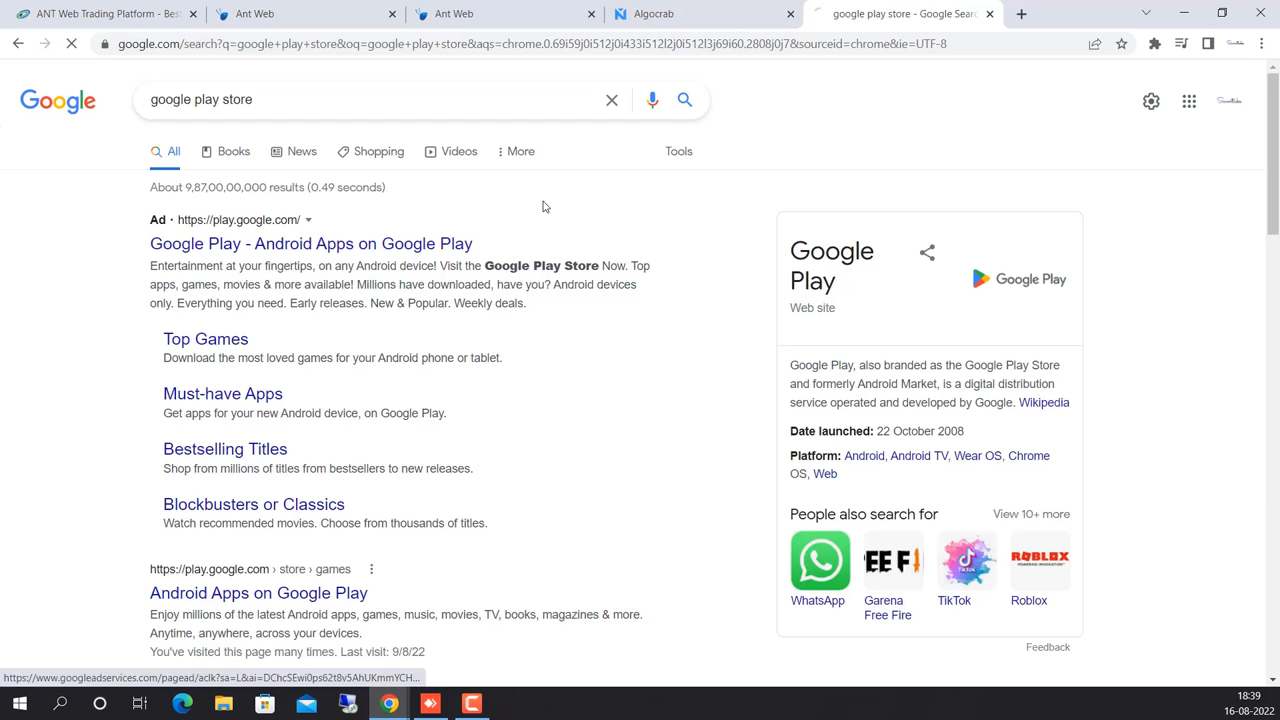 ANT Web Trading Platform - Bes
Ant Web
Ant Web
Algocrab
google play store - Google Sear
google.com/search?q=google+play+store&oq=google+play+store&aqs=chrome.0.69i59j0i512j0i433i512l2j0i512l3j69i60.2808j0j7&sourceid=chrome&ie=UTF-8
Google
google play store
All
Books
News
Shopping
Videos
More
Tools
About 9,87,00,00,000 results (0.49 seconds)
Ad · https://play.google.com/
Google Play - Android Apps on Google Play
Entertainment at your fingertips, on any Android device! Visit the Google Play Store Now. Top
apps, games, movies & more available! Millions have downloaded, have you? Android devices
only. Everything you need. Early releases. New & Popular. Weekly deals.
Top Games
Download the most loved games for your Android phone or tablet.
Must-have Apps
Get apps for your new Android device, on Google Play.
Bestselling Titles
Shop from millions of titles from bestsellers to new releases.
Blockbusters or Classics
Watch recommended movies. Choose from thousands of titles.
https://play.google.com › store › games
Android Apps on Google Play
Enjoy millions of the latest Android apps, games, music, movies, TV, books, magazines & more.
Anytime, anywhere, across your devices.
You've visited this page many times. Last visit: 9/8/22
Google
Play
Web site
Google Play
Google Play, also branded as the Google Play Store
and formerly Android Market, is a digital distribution
service operated and developed by Google. Wikipedia
Date launched: 22 October 2008
Platform: Android, Android TV, Wear OS, Chrome
OS, Web
People also search for
View 10+ more
REE FI
ROBLOX
WhatsApp
Garena
Free Fire
TikTok
Roblox
Feedback
https://www.googleadservices.com/pagead/aclk?sa=L&ai=DChcSEwi0ps62t8v5AhUKmmYCH...
18:39
16-08-2022